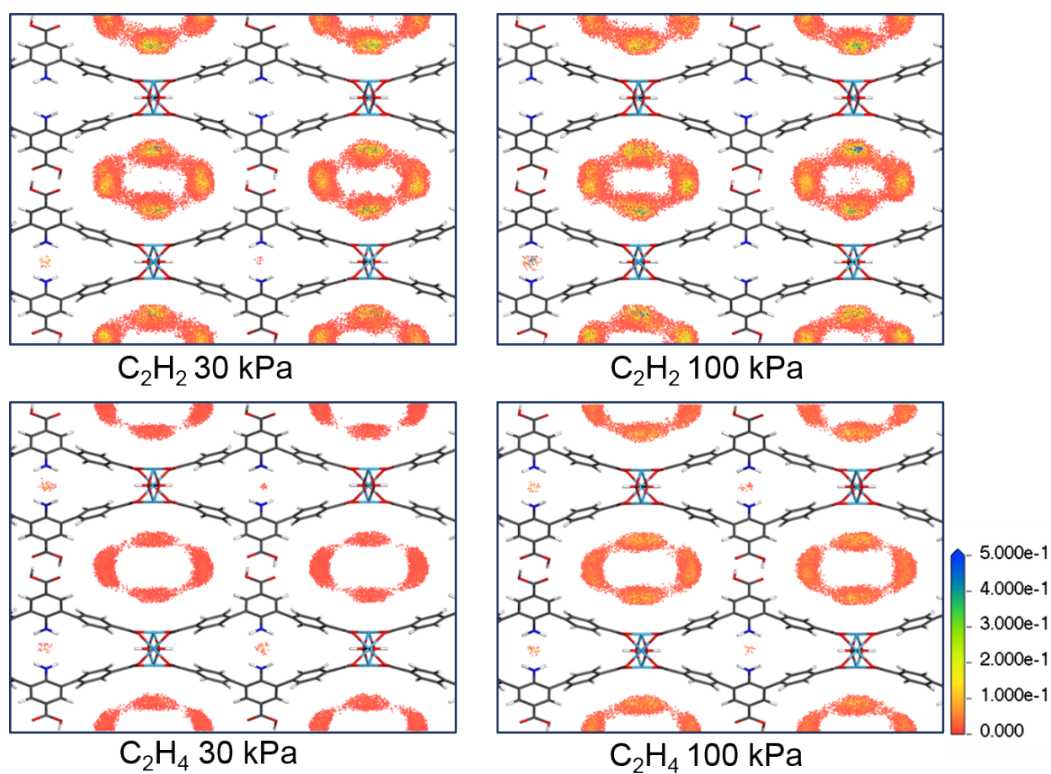 C₂H₂ 30 kPa
C₂H₂ 100 kPa
C₂H₄ 30 kPa
C₂H₄ 100 kPa
5.000e-1
4.000e-1
3.000e-1
2.000e-1
1.000e-1
0.000